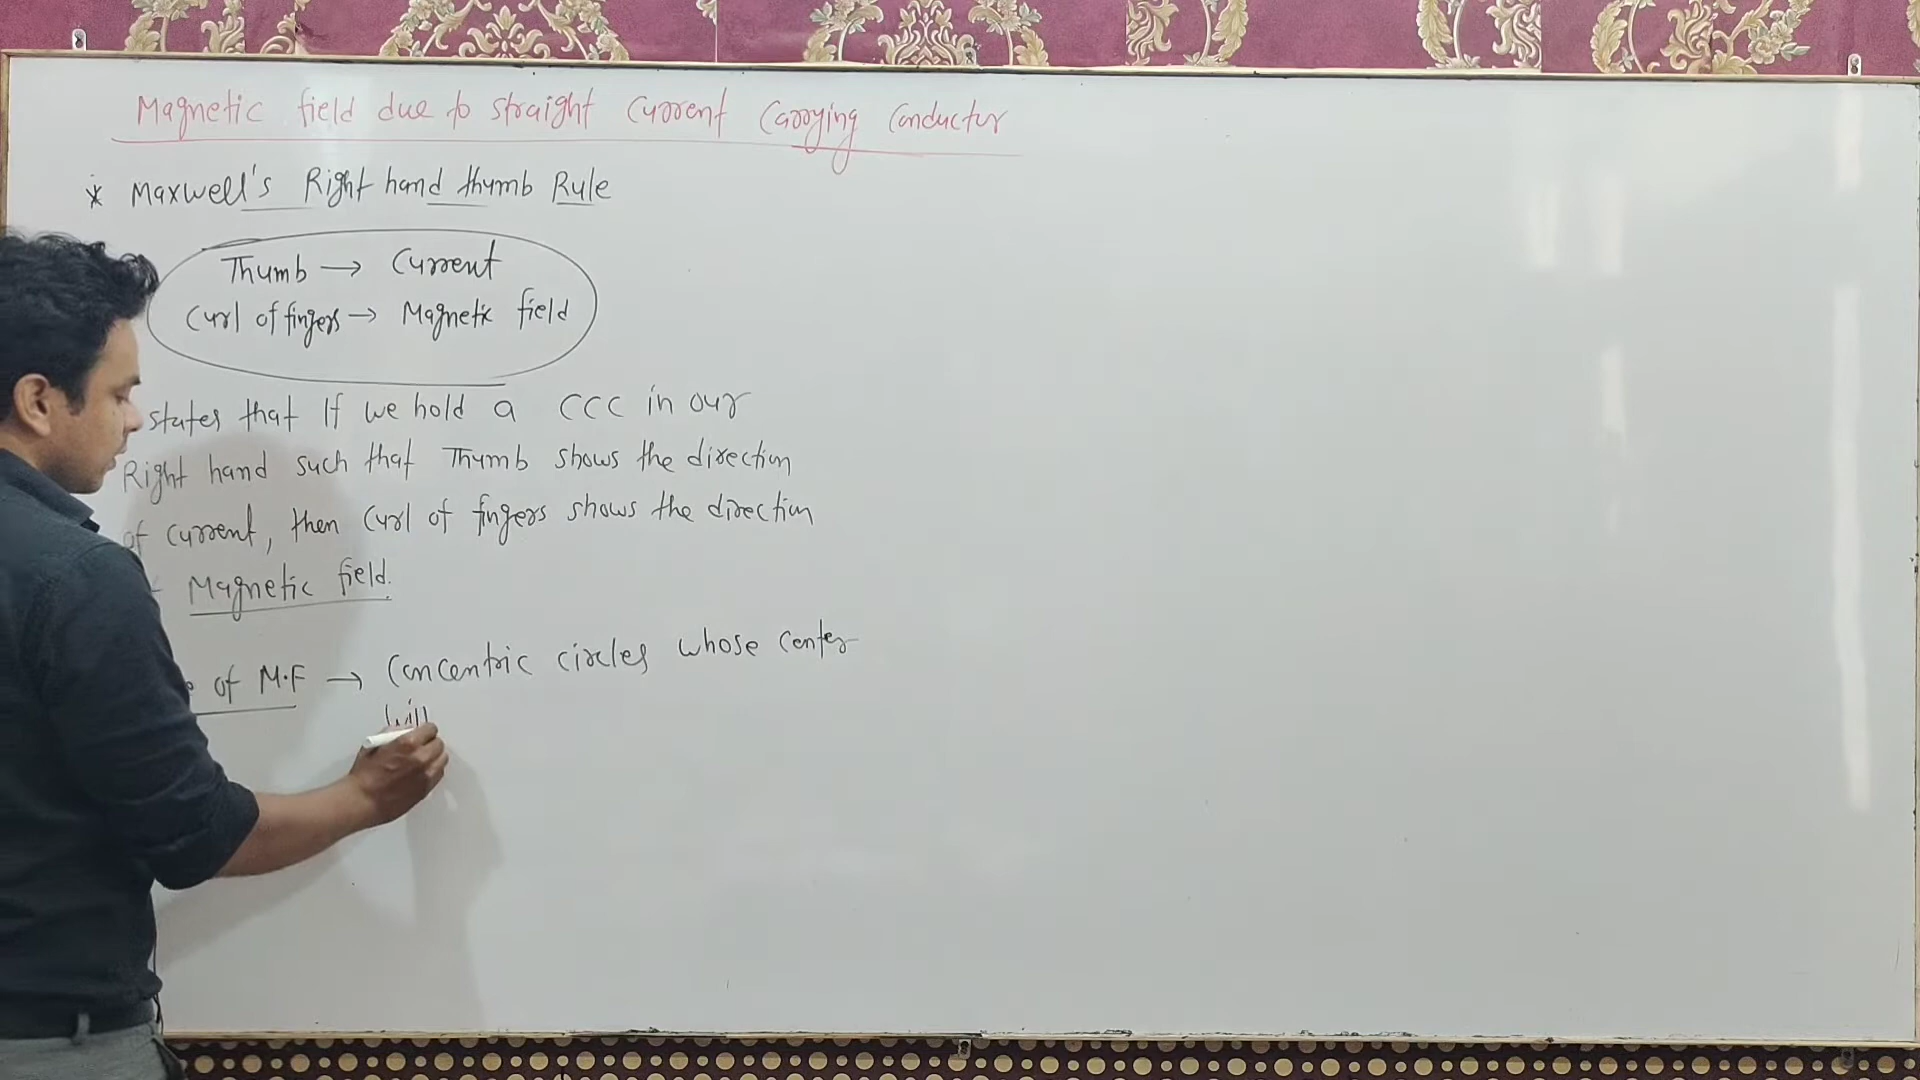 Magnetic field due to straight current carrying conductor
* Maxwell's Right hand thumb Rule
Thumb → current
Curl of fingers → Magnetic field
states that If we hold a CCC in our
Right hand such that Thumb shows the direction
of current, then curl of fingers shows the direction
Magnetic field.
of M.F → Concentric circles whose center
will